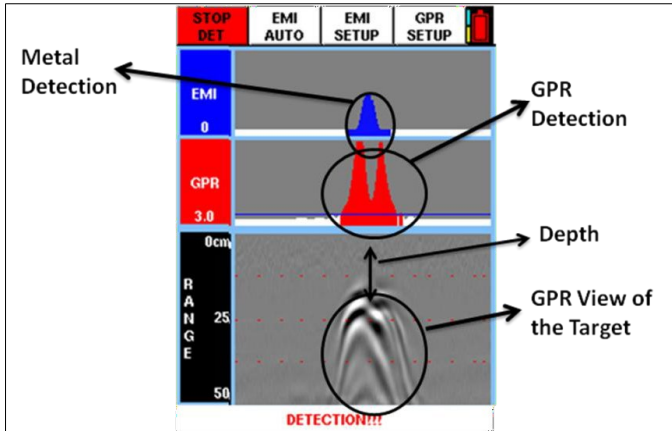 STOP DET
EMI AUTO
EMI SETUP
GPR SETUP
Metal Detection
EMI
0
GPR Detection
GPR
3.0
Depth
0cm
RANGE
25
GPR View of the Target
50
DETECTION!!!